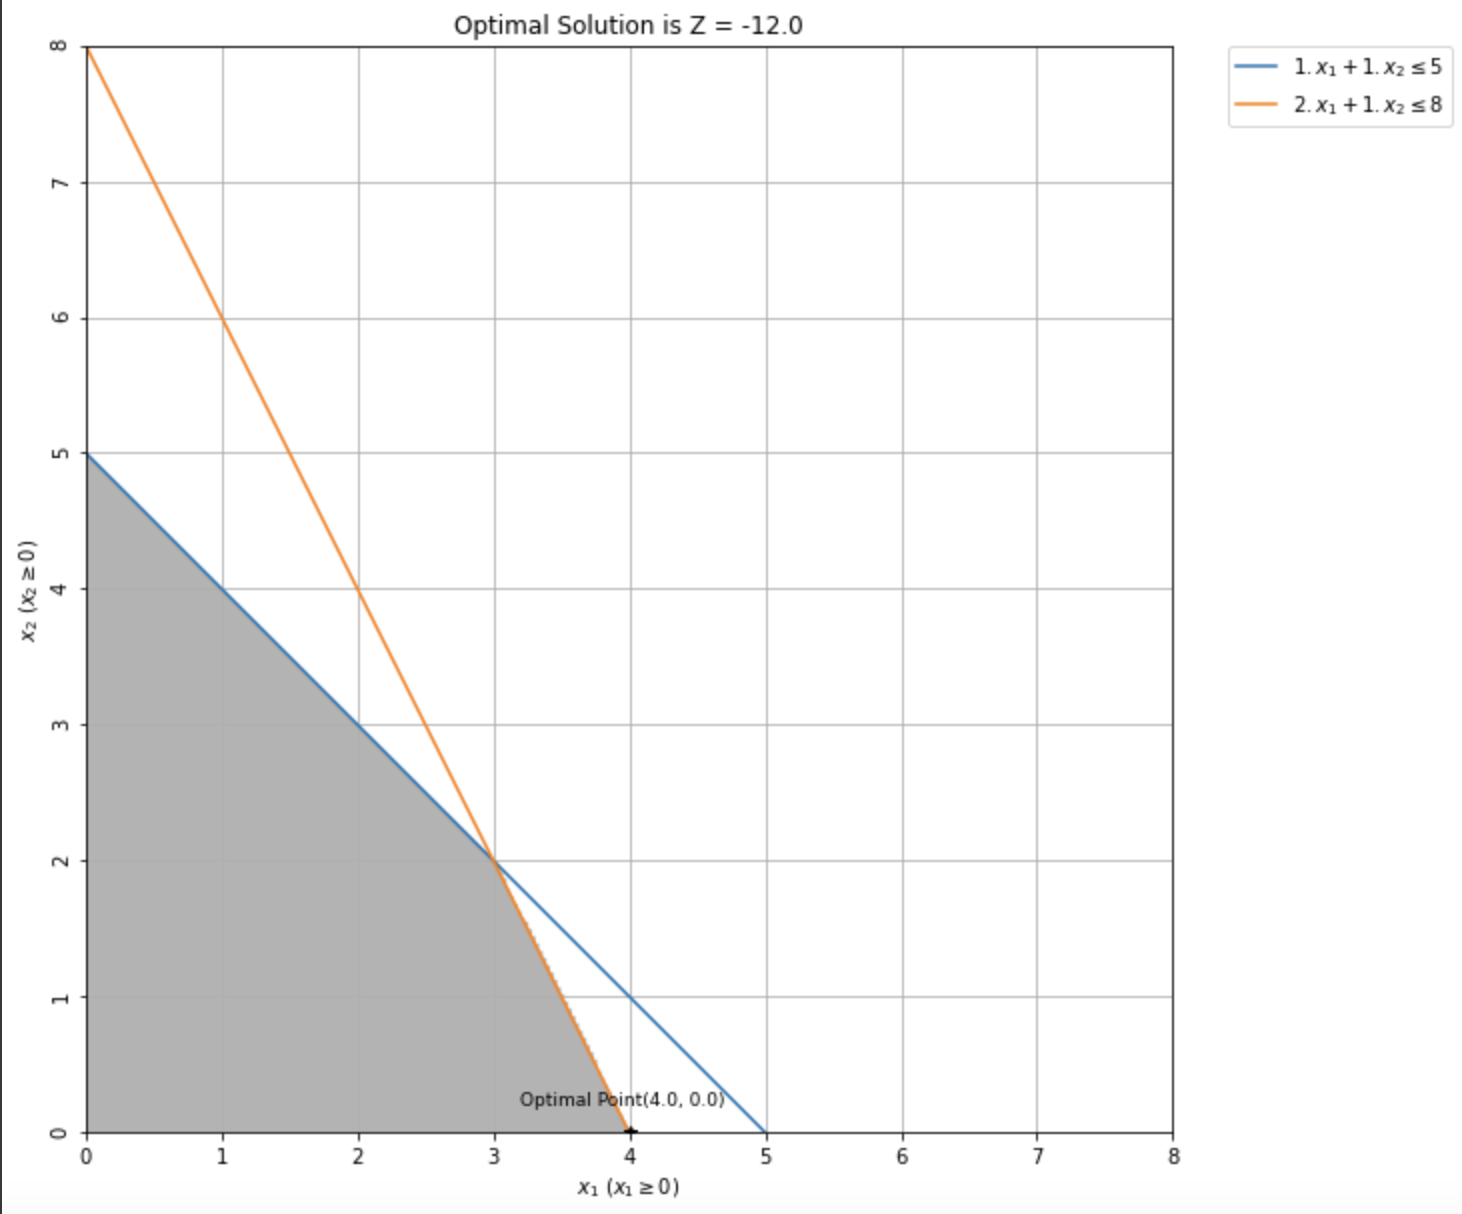 Optimal Solution is Z = -12.0
1. x₁ + 1. x₂ ≤ 5
2. x₁ + 1. x₂ ≤ 8
8
7
6
5
4
3
2
1
0
x₂ (x₂ ≥ 0)
Optimal Point(4.0, 0.0)
0 1 2 3 4 5 6 7 8
x₁ (x₁ ≥ 0)